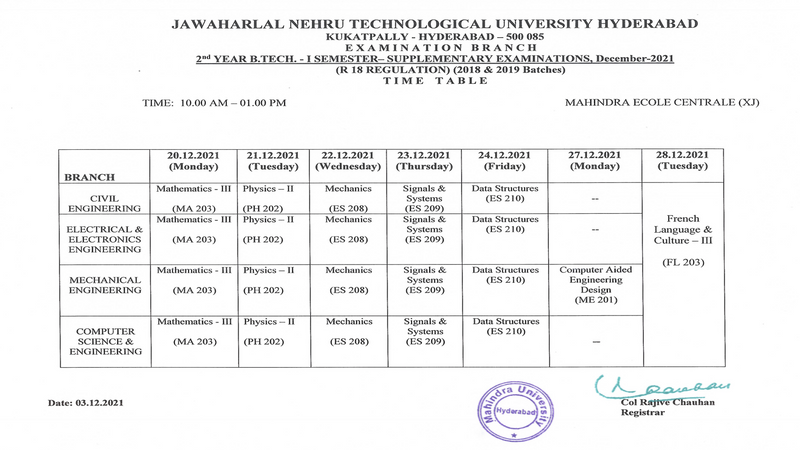 JAWAHARLAL NEHRU TECHNOLOGICAL UNIVERSITY HYDERABAD
KUKATPALLY - HYDERABAD – 500 085
EXAMINATION BRANCH
2nd YEAR B.TECH. - I SEMESTER– SUPPLEMENTARY EXAMINATIONS, December-2021
(R 18 REGULATION) (2018 & 2019 Batches)
TIME TABLE
TIME: 10.00 AM – 01.00 PM MAHINDRA ECOLE CENTRALE (XJ)
BRANCH
20.12.2021
(Monday)
21.12.2021
(Tuesday)
22.12.2021
(Wednesday)
23.12.2021
(Thursday)
24.12.2021
(Friday)
27.12.2021
(Monday)
28.12.2021
(Tuesday)
CIVIL
ENGINEERING
Mathematics - III
(MA 203)
Physics – II
(PH 202)
Mechanics
(ES 208)
Signals &
Systems
(ES 209)
Data Structures
(ES 210)
--
French
Language &
Culture – III
(FL 203)
ELECTRICAL &
ELECTRONICS
ENGINEERING
Mathematics - III
(MA 203)
Physics – II
(PH 202)
Mechanics
(ES 208)
Signals &
Systems
(ES 209)
Data Structures
(ES 210)
--
MECHANICAL
ENGINEERING
Mathematics - III
(MA 203)
Physics – II
(PH 202)
Mechanics
(ES 208)
Signals &
Systems
(ES 209)
Data Structures
(ES 210)
Computer Aided
Engineering
Design
(ME 201)
COMPUTER
SCIENCE &
ENGINEERING
Mathematics - III
(MA 203)
Physics – II
(PH 202)
Mechanics
(ES 208)
Signals &
Systems
(ES 209)
Data Structures
(ES 210)
--
Date: 03.12.2021
Mahindra University
Hyderabad
Col Rajive Chauhan
Registrar